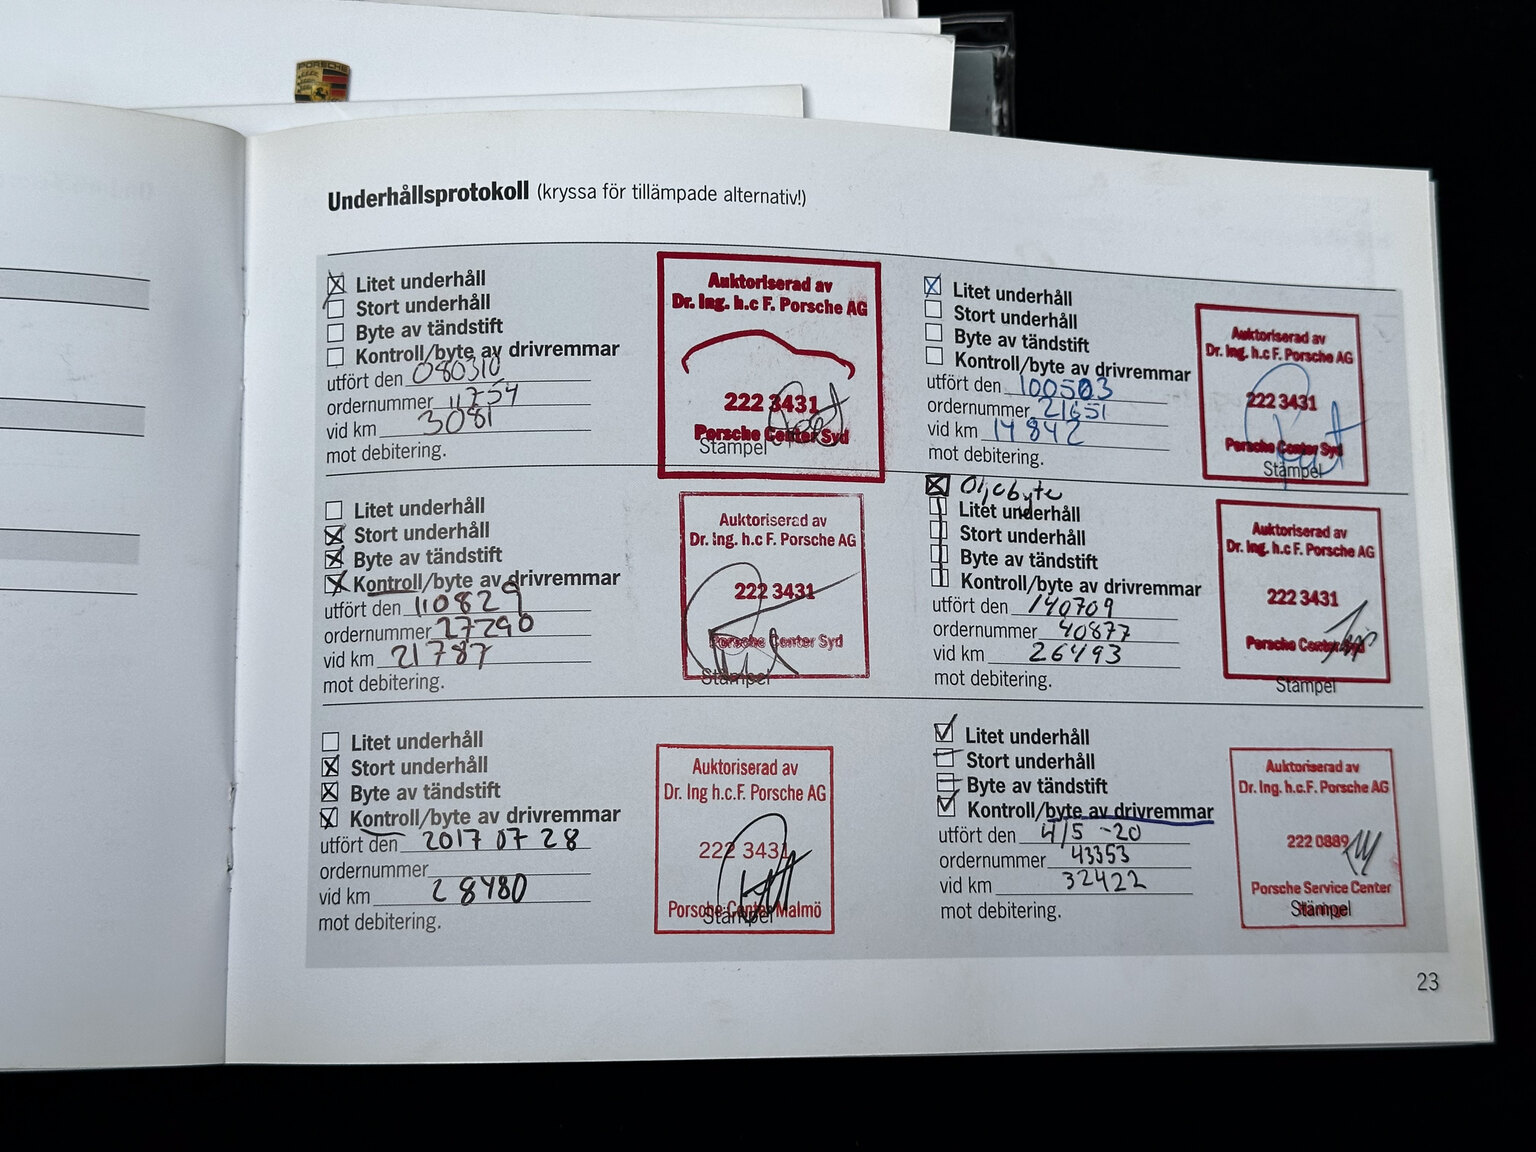 PORSCHE
Underhållsprotokoll (kryssa för tillämpade alternativ!)
Litet underhåll
Stort underhåll
Byte av tändstift
Kontroll/byte av drivremmar
utfört den 080310
ordernummer 11754
vid km 3081
mot debitering.
Auktoriserad av
Dr. Ing. h.c F. Porsche AG
222 3431
Porsche Center Syd
Stämpel
Litet underhåll
Stort underhåll
Byte av tändstift
Kontroll/byte av drivremmar
utfört den 100503
ordernummer 21651
vid km 14842
mot debitering.
Auktoriserad av
Dr. Ing. h.c F. Porsche AG
222 3431
Porsche Center Syd
Stämpel
Litet underhåll
Stort underhåll
Byte av tändstift
Kontroll/byte av drivremmar
utfört den 110829
ordernummer 27290
vid km 21787
mot debitering.
Auktoriserad av
Dr. Ing. h.c F. Porsche AG
222 3431
Porsche Center Syd
Stämpel
Oljebyte
Litet underhåll
Stort underhåll
Byte av tändstift
Kontroll/byte av drivremmar
utfört den 140709
ordernummer 40877
vid km 26493
mot debitering.
Auktoriserad av
Dr. Ing. h.c F. Porsche AG
222 3431
Porsche Center Syd
Stämpel
Litet underhåll
Stort underhåll
Byte av tändstift
Kontroll/byte av drivremmar
utfört den 2017 07 28
ordernummer
vid km 28480
mot debitering.
Auktoriserad av
Dr. Ing h.c.F. Porsche AG
222 3431
Porsche Center Malmö
Stämpel
Litet underhåll
Stort underhåll
Byte av tändstift
Kontroll/byte av drivremmar
utfört den 4/5 -20
ordernummer 43353
vid km 32422
mot debitering.
Auktoriserad av
Dr. Ing. h.c.F. Porsche AG
222 0889
Porsche Service Center
Stämpel
23